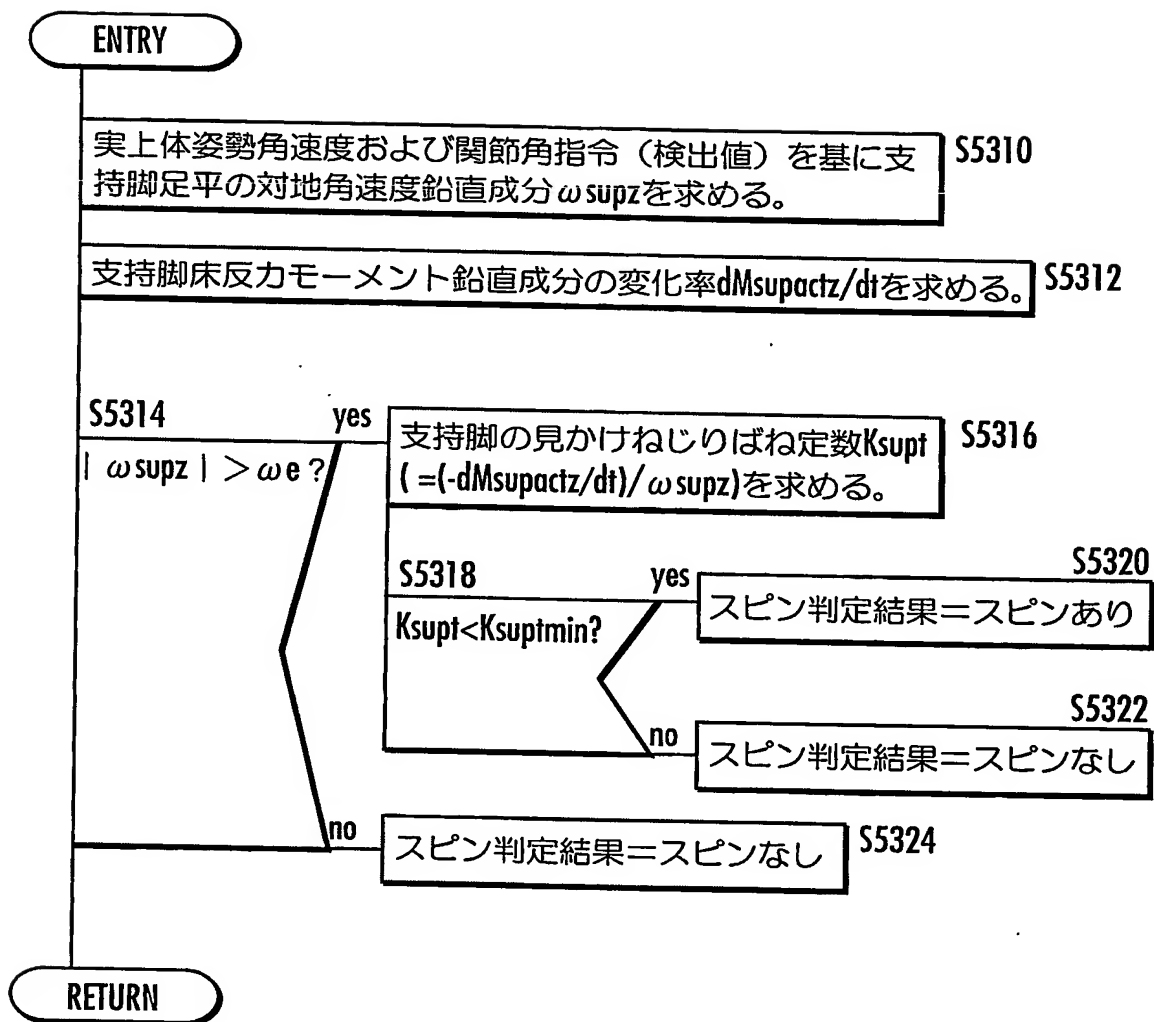 ENTRY
実上体姿勢角速度および関節角指令（検出値）を基に支
持脚足平の対地角速度鉛直成分ωsupzを求める。
S5310
支持脚床反力モーメント鉛直成分の変化率dMsupactz/dtを求める。
S5312
S5314
yes
|ωsupz|＞ωe？
支持脚の見かけねじりばね定数Ksupt
(=(-dMsupactz/dt)/ωsupz)を求める。
S5316
S5318
yes
Ksupt<Ksuptmin?
S5320
スピン判定結果＝スピンあり
S5322
no
スピン判定結果＝スピンなし
no
スピン判定結果＝スピンなし
S5324
RETURN